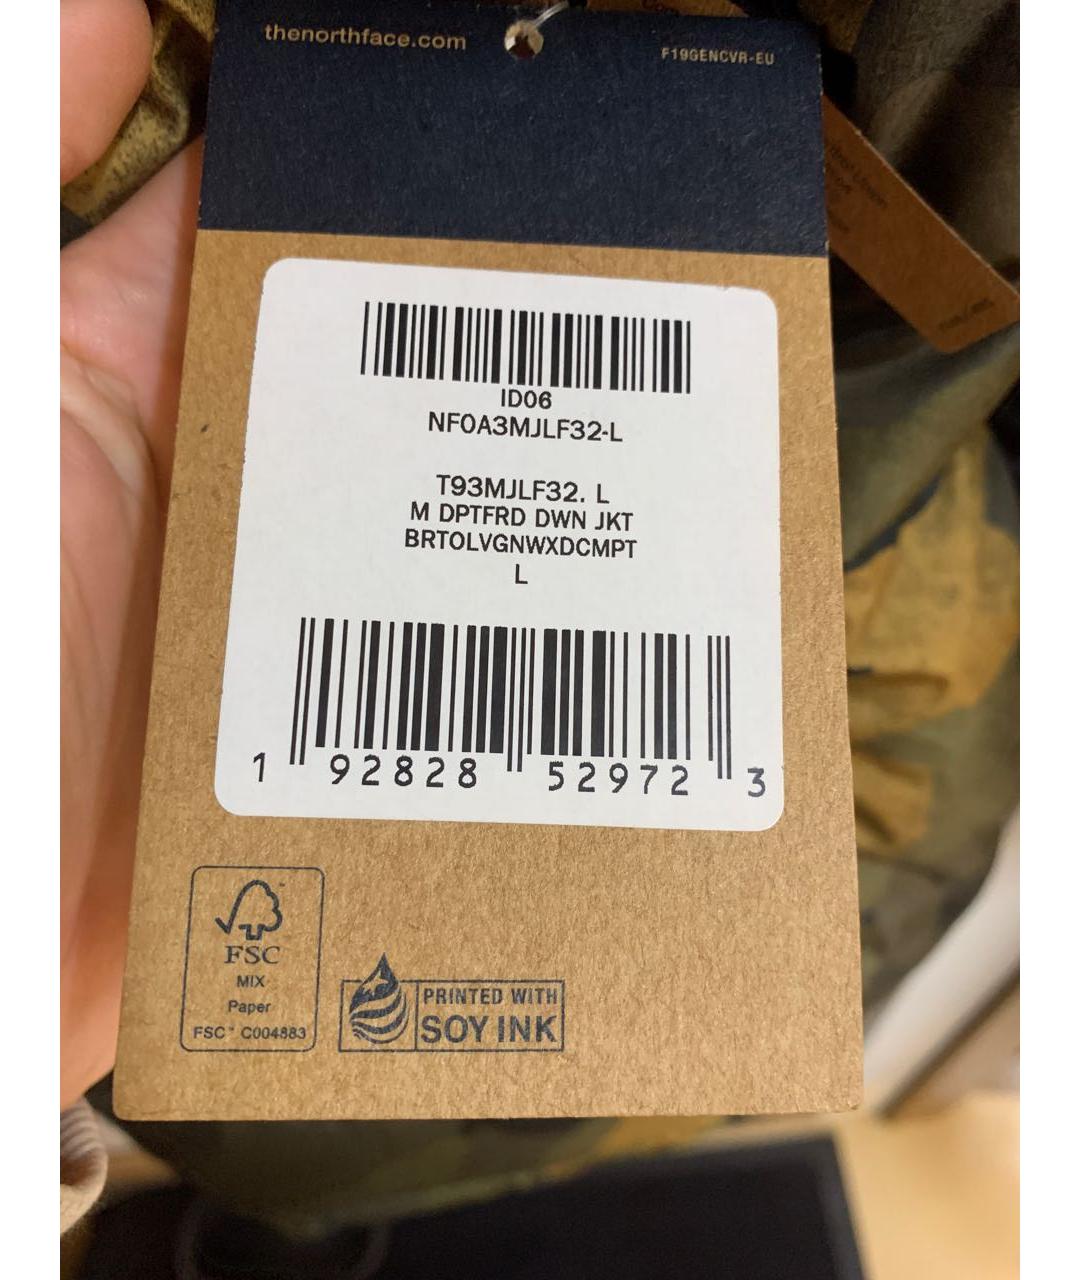 thenorthface.com
F19GENCVR-EU
ID06
NF0A3MJLF32-L
T93MJLF32. L
M DPTFRD DWN JKT
BRTOLVGNWXDCMPT
L
1 92828 52972 3
FSC
MIX
Paper
FSC® C004883
PRINTED WITH
SOY INK